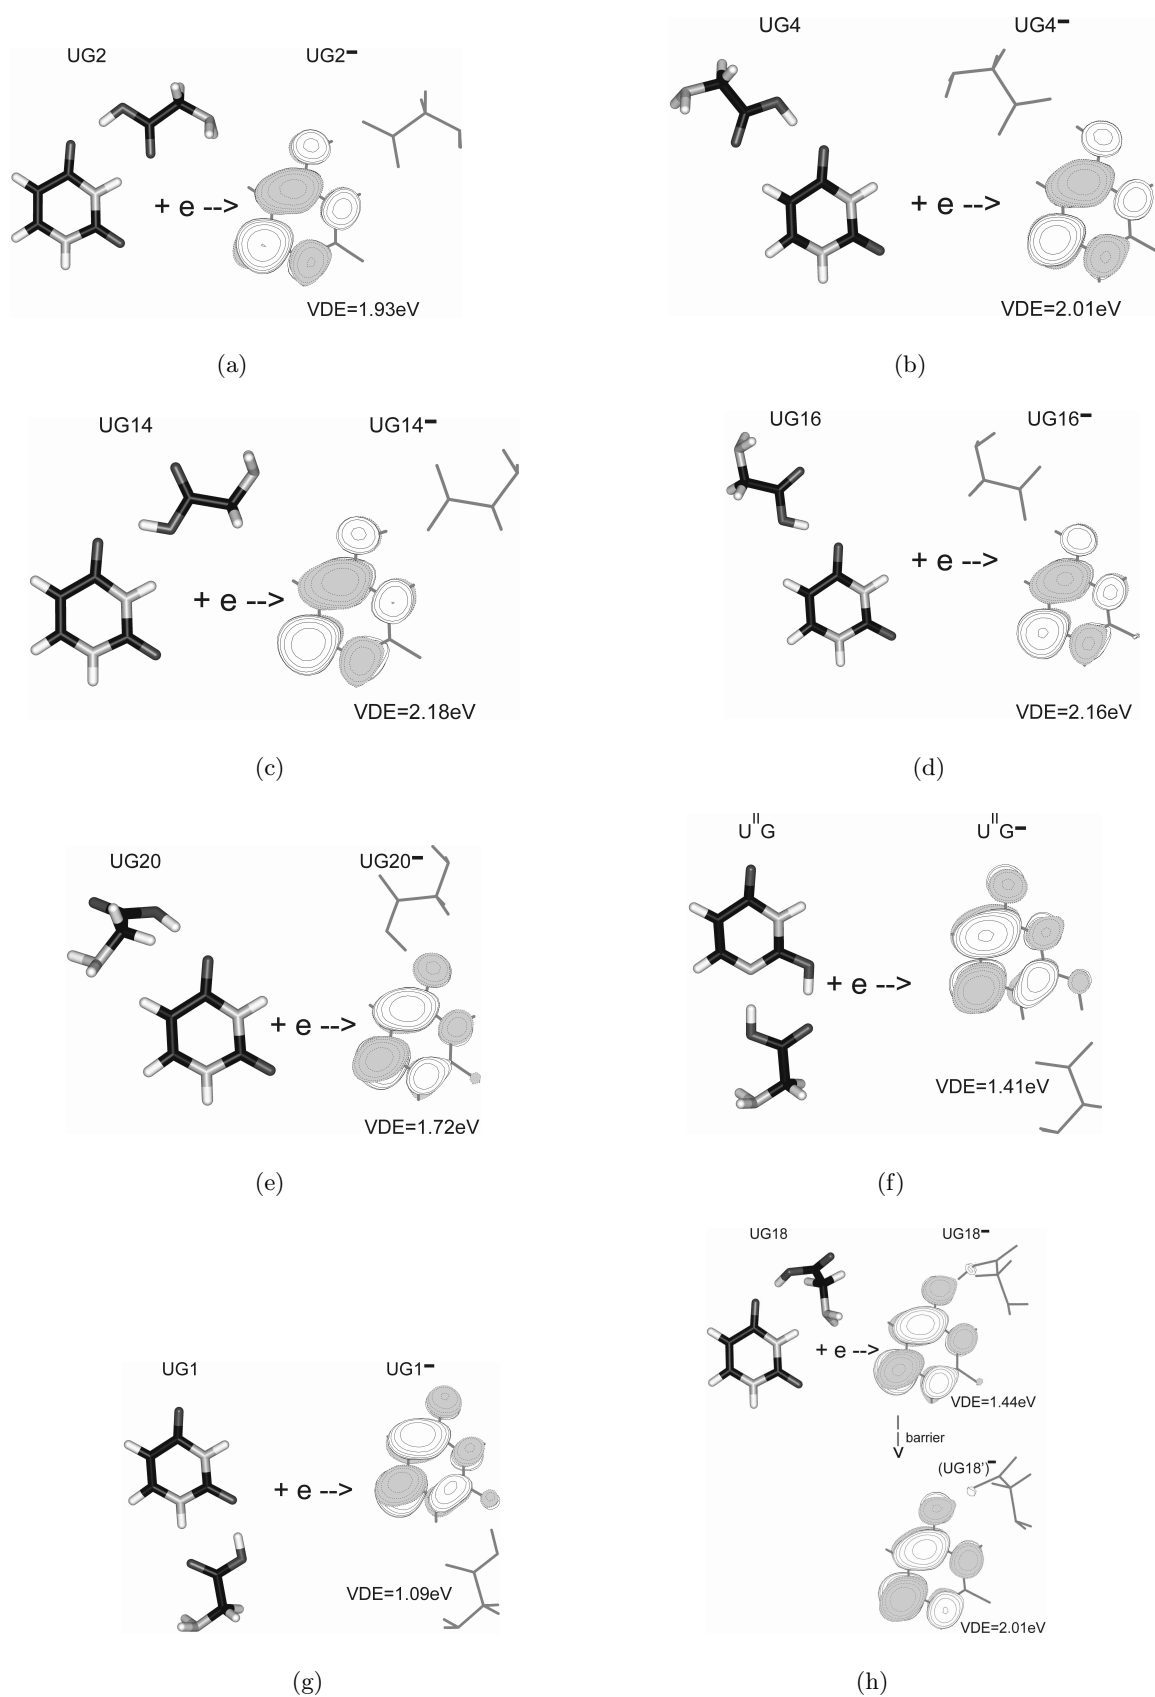 UG2 UG2-
+ e -->
VDE=1.93eV
(a)
UG4 UG4-
+ e -->
VDE=2.01eV
(b)
UG14 UG14-
+ e -->
VDE=2.18eV
(c)
UG16 UG16-
+ e -->
VDE=2.16eV
(d)
UG20 UG20-
+ e -->
VDE=1.72eV
(e)
UIIG UIIG-
+ e -->
VDE=1.41eV
(f)
UG1 UG1-
+ e -->
VDE=1.09eV
(g)
UG18 UG18-
+ e -->
VDE=1.44eV
barrier
(UG18')-
VDE=2.01eV
(h)